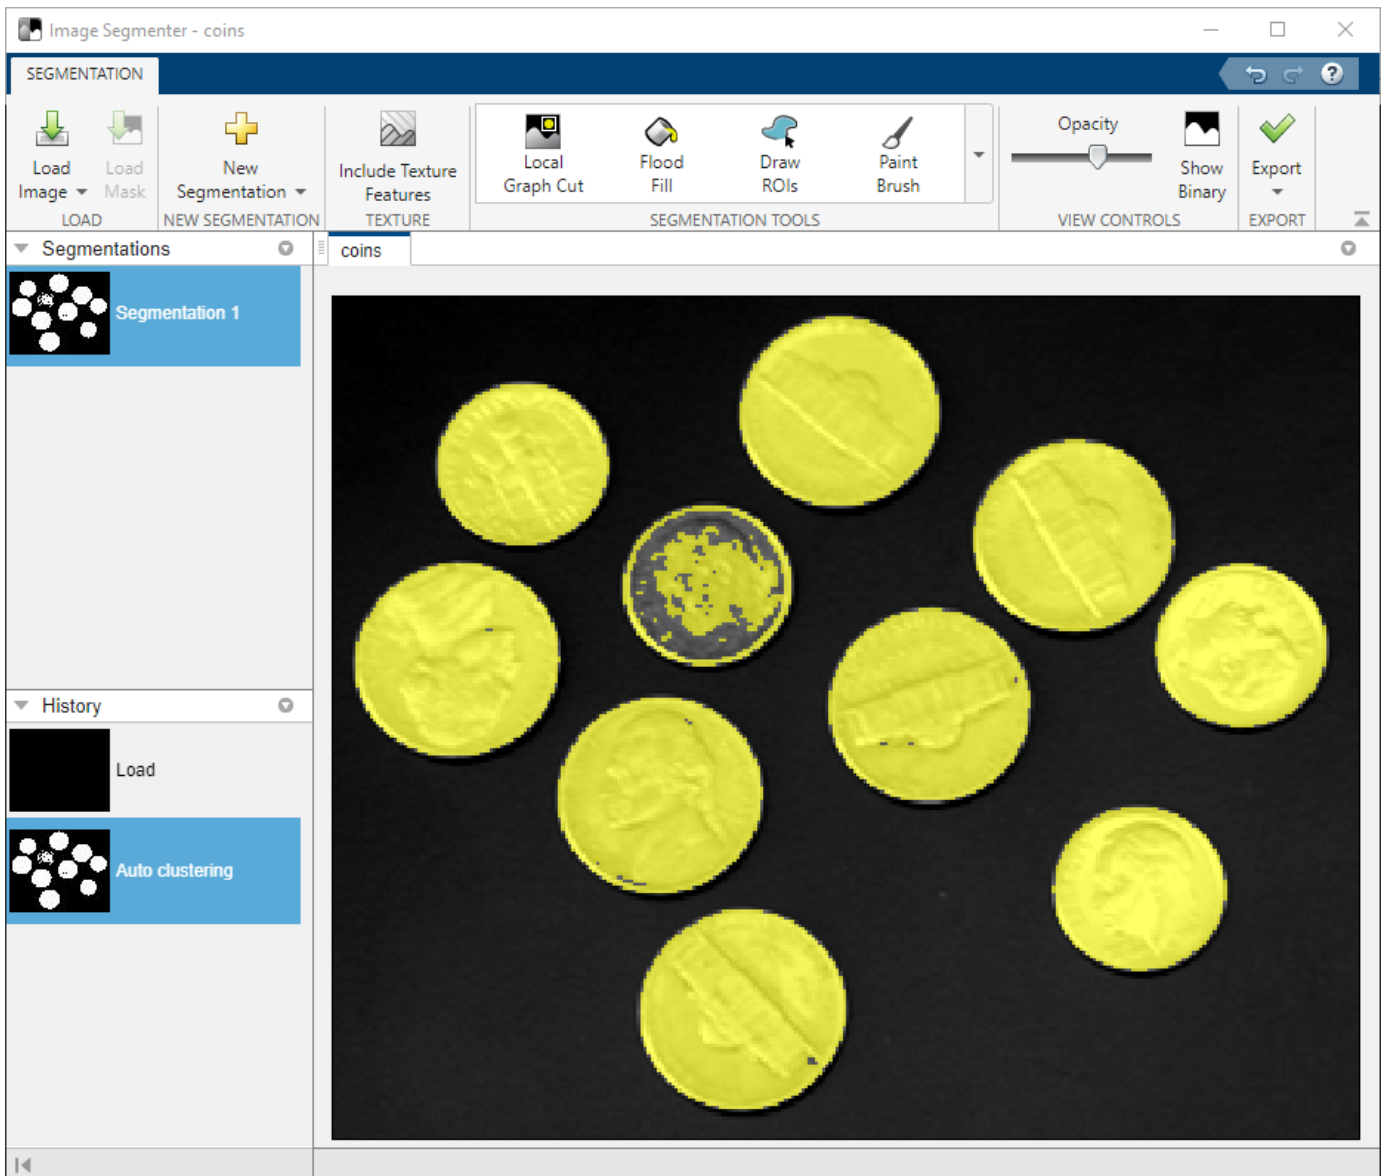 Image Segmenter - coins
SEGMENTATION
?
Load
Image
Load
Mask
New
Segmentation
Include Texture
Features
Local
Graph Cut
Flood
Fill
Draw
ROIs
Paint
Brush
Opacity
Show
Binary
Export
LOAD
NEW SEGMENTATION
TEXTURE
SEGMENTATION TOOLS
VIEW CONTROLS
EXPORT
Segmentations
coins
Segmentation 1
History
Load
Auto clustering